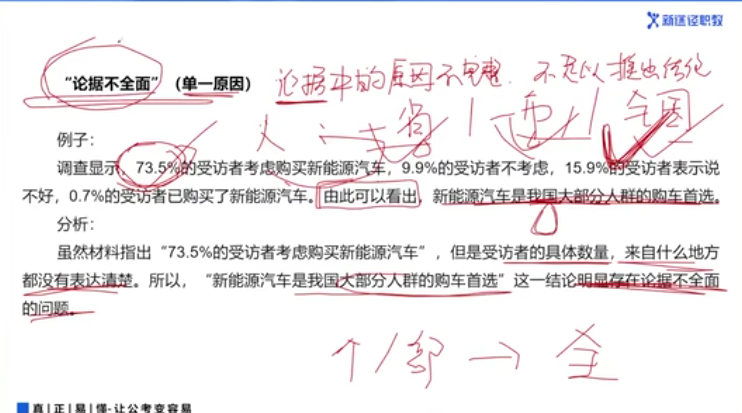 新途径职教
“论据不全面”（单一原因）
论据中的原因不完整. 不足以推出结论
省 全国
例子：
调查显示，73.5%的受访者考虑购买新能源汽车，9.9%的受访者不考虑，15.9%的受访者表示说
不好，0.7%的受访者已购买了新能源汽车。由此可以看出，新能源汽车是我国大部分人群的购车首选。
分析：
虽然材料指出“73.5%的受访者考虑购买新能源汽车”，但是受访者的具体数量，来自什么地方
都没有表达清楚。所以，“新能源汽车是我国大部分人群的购车首选”这一结论明显存在论据不全面
的问题。
个/部 → 全
真|正|易|懂·让公考变容易